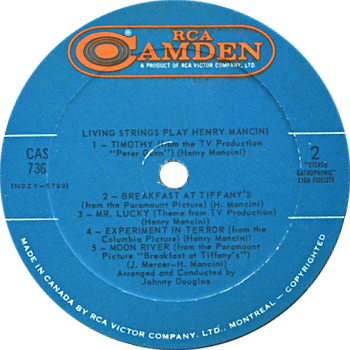 RCA
CAMDEN
A PRODUCT OF RCA VICTOR COMPANY, LTD.
LIVING STRINGS PLAY HENRY MANCINI
CAS
736
2
1 — TIMOTHY (from the TV Production
"Peter Gunn") (Henry Mancini)
"STEREO
ORTHOPHONIC"
HIGH FIDELITY
2 — BREAKFAST AT TIFFANY'S
(from the Paramount Picture) (H. Mancini)
3 — MR. LUCKY (Theme from TV Production)
(Henry Mancini)
4 — EXPERIMENT IN TERROR (from the
Columbia Picture) (Henry Mancini)
5 — MOON RIVER (from the Paramount
Picture "Breakfast at Tiffany's")
(J. Mercer-H. Mancini)
Arranged and Conducted by
Johnny Douglas
MADE IN CANADA BY RCA VICTOR COMPANY, LTD., MONTREAL — COPYRIGHTED